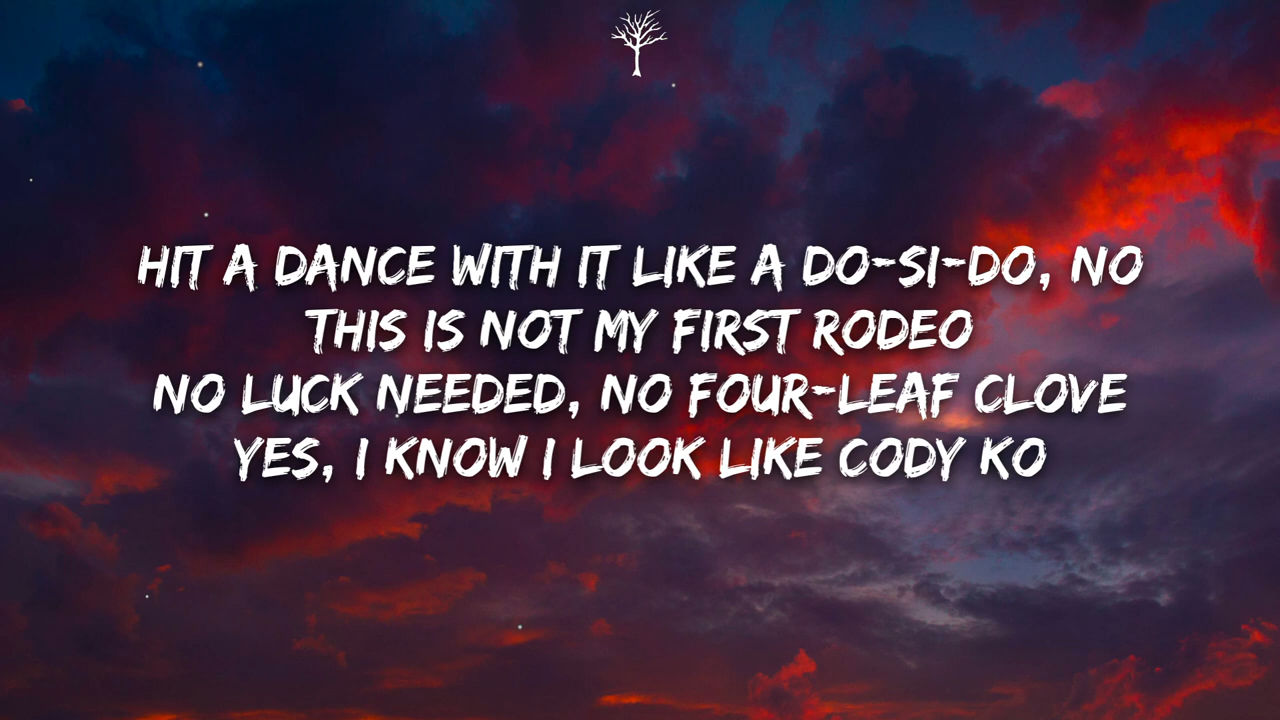 HIT A DANCE WITH IT LIKE A DO-SI-DO, NO
THIS IS NOT MY FIRST RODEO
NO LUCK NEEDED, NO FOUR-LEAF CLOVE
YES, I KNOW I LOOK LIKE CODY KO